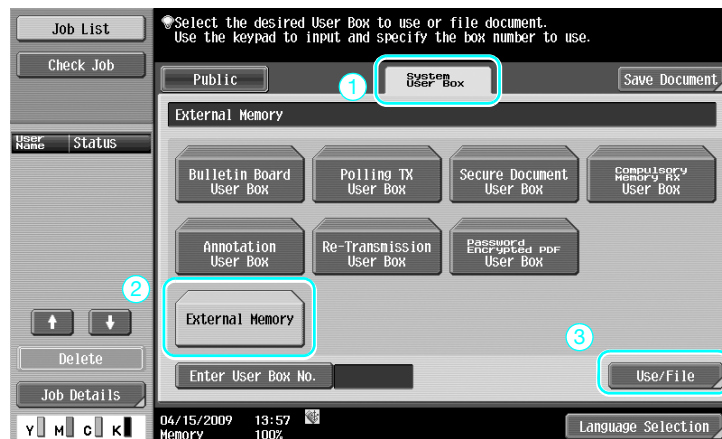 Job List
Check Job
User Name Status
Delete
Job Details
Y M C K
Select the desired User Box to use or file document.
Use the keypad to input and specify the box number to use.
Public
1
System User Box
Save Document
External Memory
Bulletin Board User Box
Polling TX User Box
Secure Document User Box
Compulsory Memory RX User Box
Annotation User Box
Re-Transmission User Box
Password Encrypted PDF User Box
2
External Memory
3
Enter User Box No.
Use/File
04/15/2009 13:57
Memory 100%
Language Selection